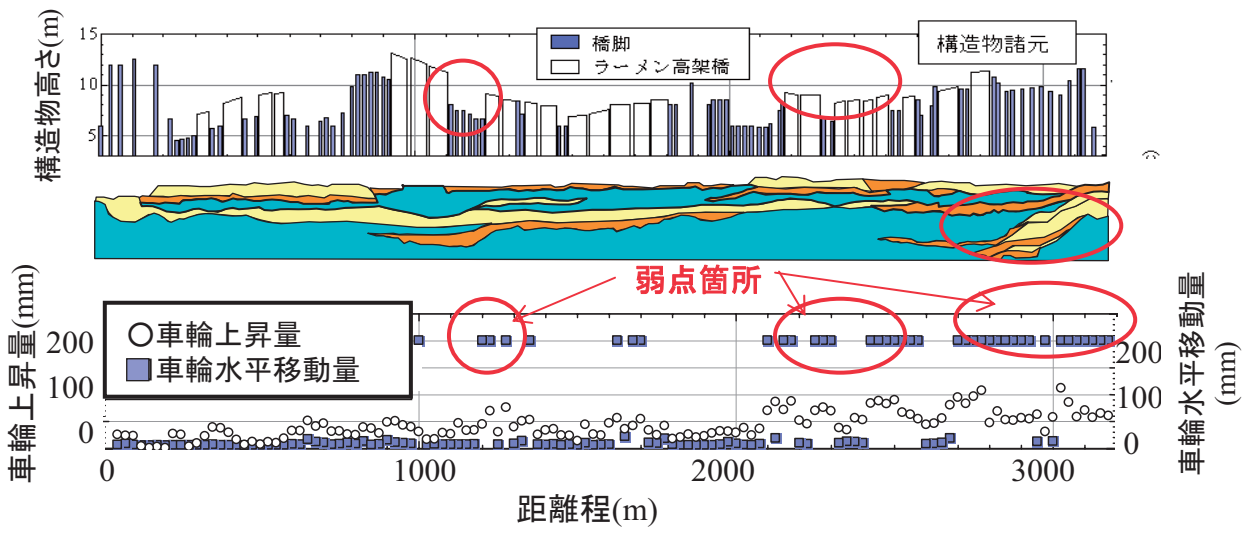 構造物高さ(m)
15
10
5
橋脚
ラーメン高架橋
構造物諸元
弱点箇所
車輪上昇量(mm)
200
100
0
車輪上昇量
車輪水平移動量
車輪水平移動量
(mm)
200
100
0
0
1000
2000
3000
距離程(m)